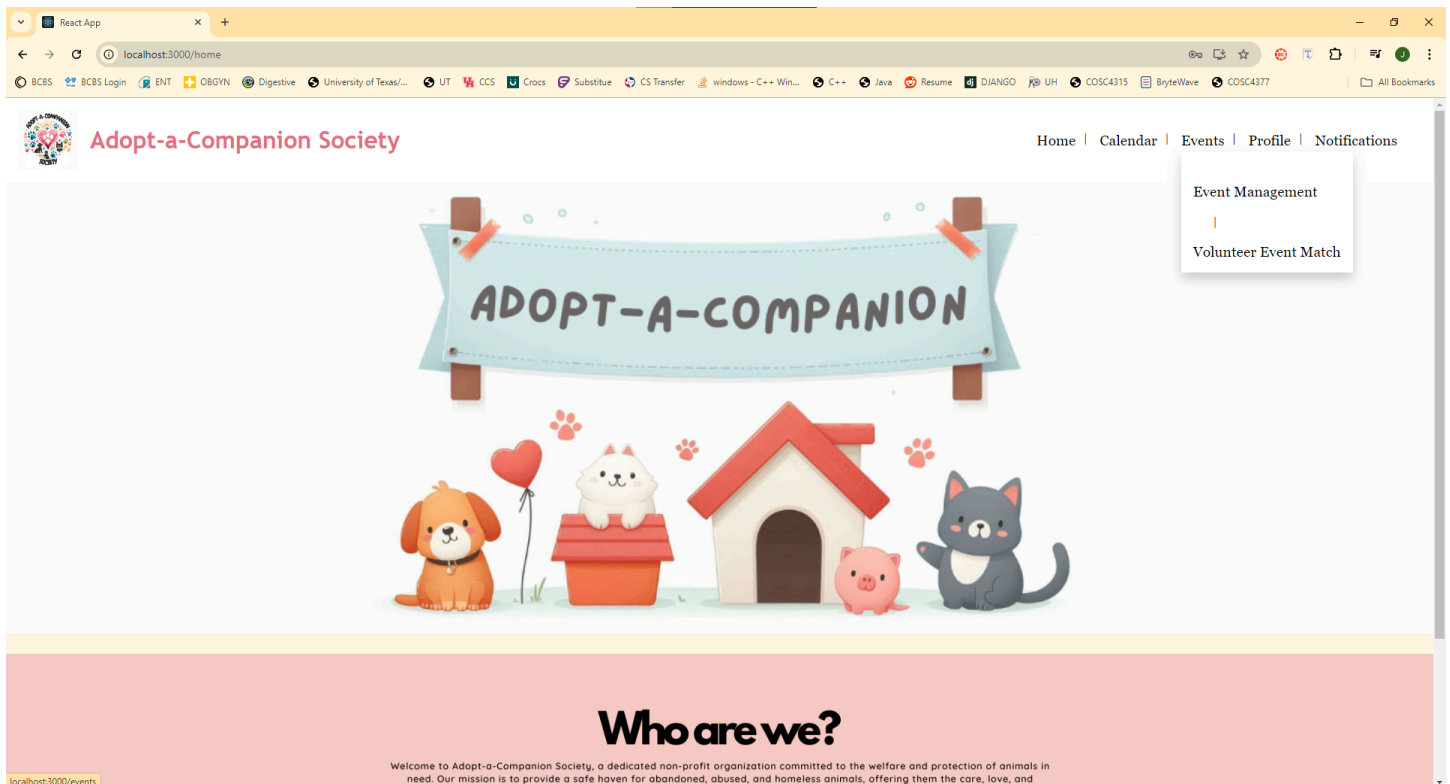 React App
localhost:3000/home
BCBS BCBS Login ENT OBGYN Digestive University of Texas/... UT CCS Crocs Substitue CS Transfer windows - C++ Win... C++ Java Resume DJANGO UH COSC4315 BryteWave COSC4377 All Bookmarks
ADOPT-A-COMPANION
SOCIETY
Adopt-a-Companion Society
Home | Calendar | Events | Profile | Notifications
Event Management
|
Volunteer Event Match
ADOPT-A-COMPANION
Who are we?
Welcome to Adopt-a-Companion Society, a dedicated non-profit organization committed to the welfare and protection of animals in
need. Our mission is to provide a safe haven for abandoned, abused, and homeless animals, offering them the care, love, and
localhost:3000/events